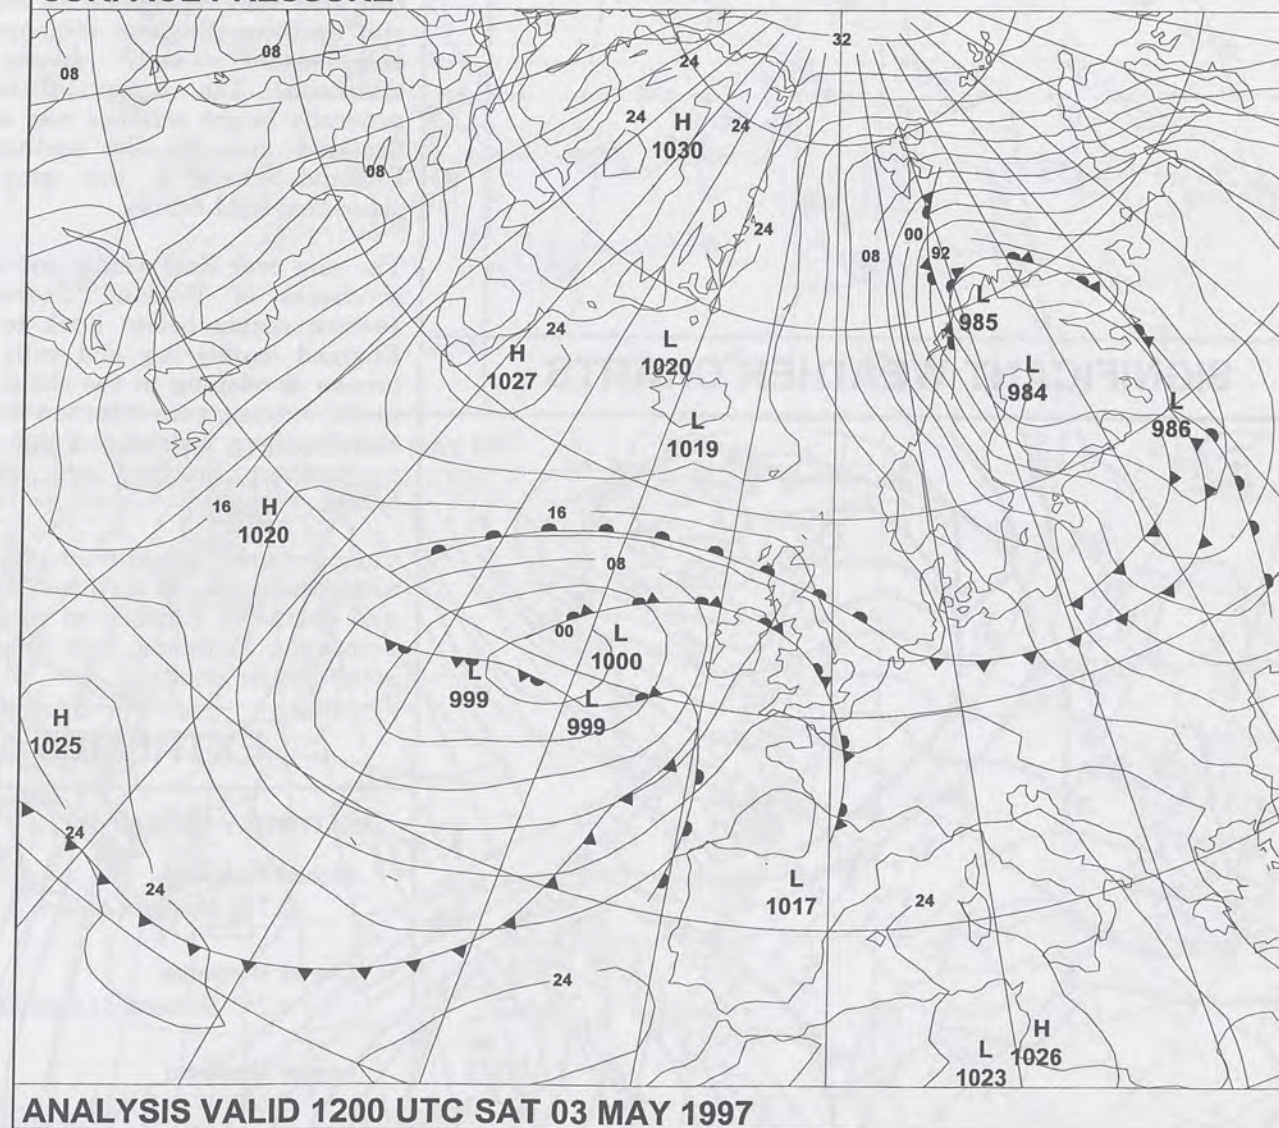 SURFACE PRESSURE
08
08
24
32
24
H
1030
24
08
24
00
92
08
L
985
24
H
1027
L
1020
L
984
L
986
L
1019
16
H
1020
16
08
00
L
1000
L
999
L
999
H
1025
24
24
L
1017
24
24
H
1026
L
1023
ANALYSIS VALID 1200 UTC SAT 03 MAY 1997